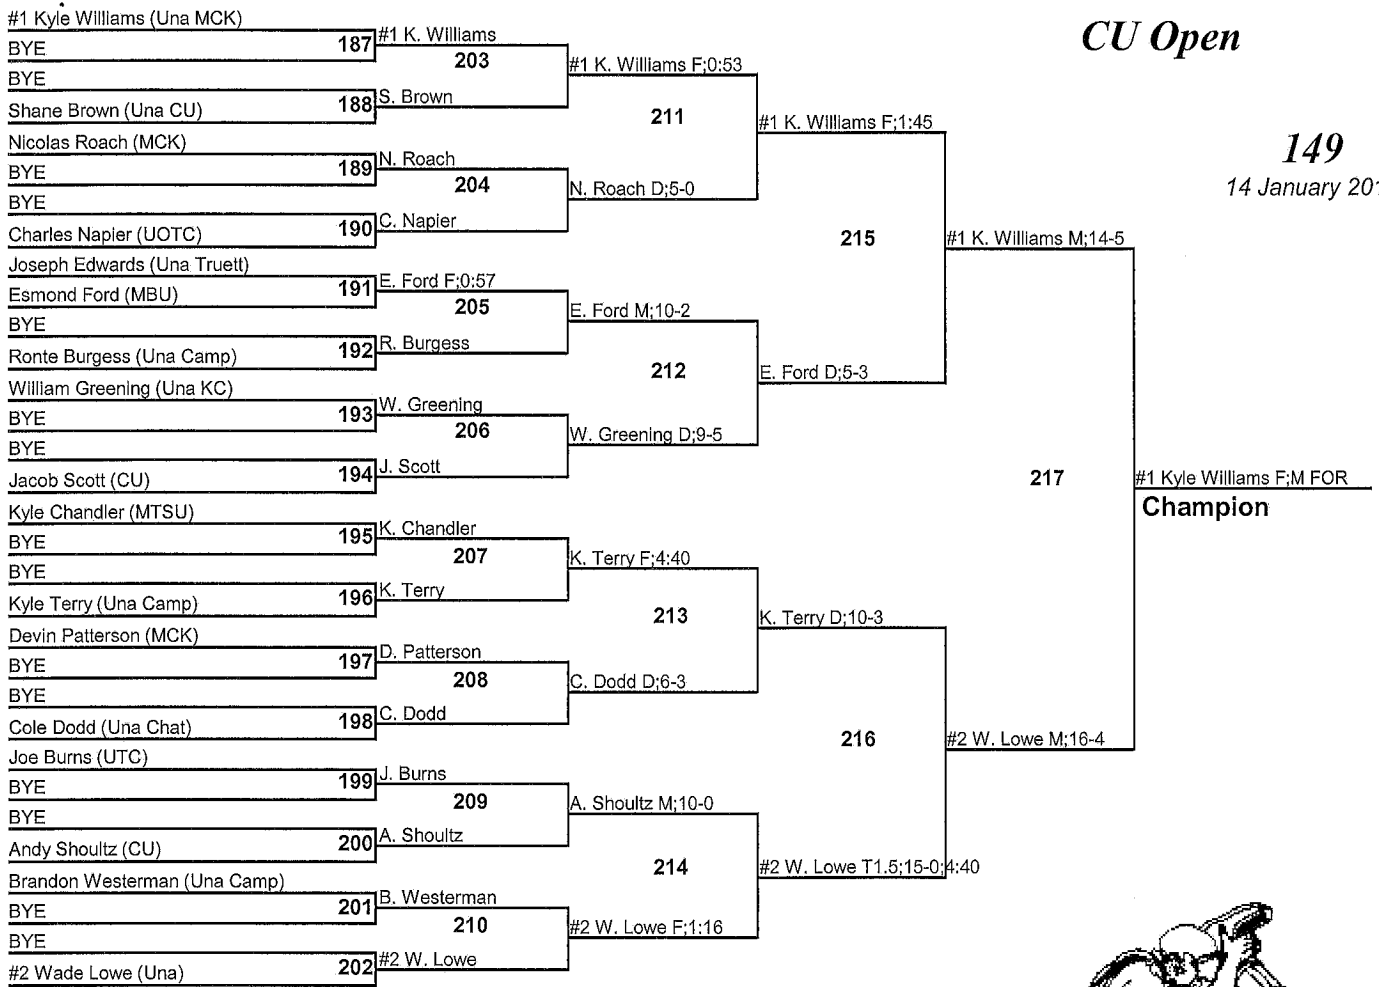 CU Open
149
14 January 201
#1 Kyle Williams (Una MCK)
BYE
187
BYE
Shane Brown (Una CU)
188
Nicolas Roach (MCK)
BYE
189
BYE
Charles Napier (UOTC)
190
Joseph Edwards (Una Truett)
Esmond Ford (MBU)
191
BYE
Ronte Burgess (Una Camp)
192
William Greening (Una KC)
BYE
193
BYE
Jacob Scott (CU)
194
Kyle Chandler (MTSU)
BYE
195
BYE
Kyle Terry (Una Camp)
196
Devin Patterson (MCK)
BYE
197
BYE
Cole Dodd (Una Chat)
198
Joe Burns (UTC)
BYE
199
BYE
Andy Shoultz (CU)
200
Brandon Westerman (Una Camp)
BYE
201
BYE
#2 Wade Lowe (Una)
202
#1 K. Williams
203
S. Brown
N. Roach
204
C. Napier
E. Ford F;0:57
205
R. Burgess
W. Greening
206
J. Scott
K. Chandler
207
K. Terry
D. Patterson
208
C. Dodd
J. Burns
209
A. Shoultz
B. Westerman
210
#2 W. Lowe
#1 K. Williams F;0:53
211
N. Roach D;5-0
E. Ford M;10-2
212
W. Greening D;9-5
K. Terry F;4:40
213
C. Dodd D;6-3
A. Shoultz M;10-0
214
#2 W. Lowe F;1:16
#1 K. Williams F;1:45
215
E. Ford D;5-3
K. Terry D;10-3
216
#2 W. Lowe T1.5;15-0;4:40
#1 K. Williams M;14-5
217
#2 W. Lowe M;16-4
#1 Kyle Williams F;M FOR
Champion